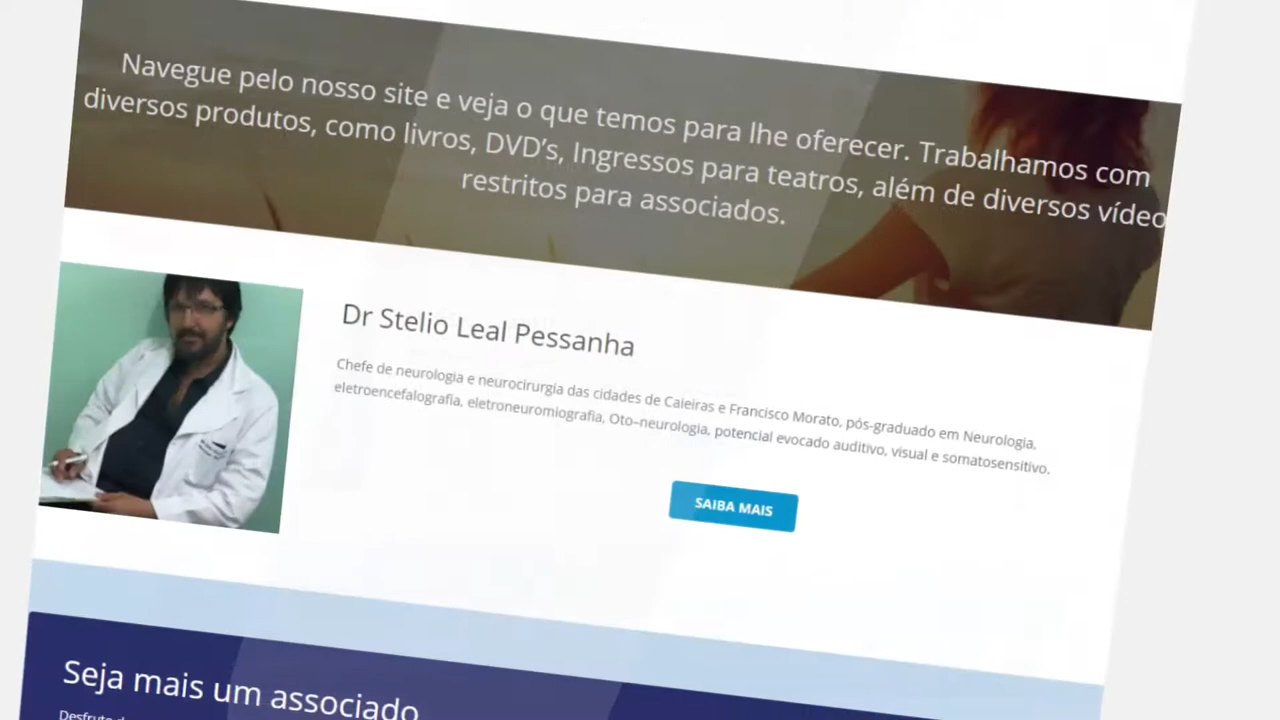 Navegue pelo nosso site e veja o que temos para lhe oferecer. Trabalhamos com
diversos produtos, como livros, DVD’s, Ingressos para teatros, além de diversos vídeo
restritos para associados.
Dr Stelio Leal Pessanha
Chefe de neurologia e neurocirurgia das cidades de Caieiras e Francisco Morato, pós-graduado em Neurologia,
eletroencefalografia, eletroneuromiografia, Oto–neurologia, potencial evocado auditivo, visual e somatosensitivo.
SAIBA MAIS
Seja mais um associado